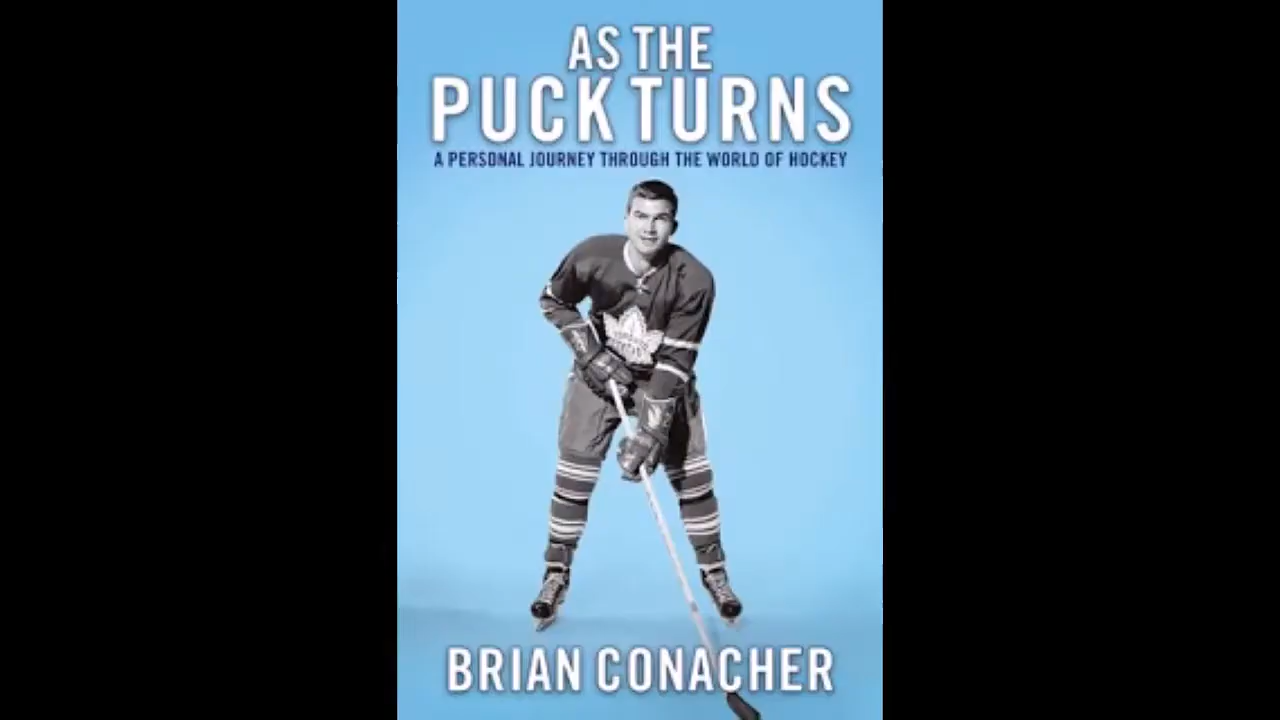 AS THE
PUCK TURNS
A PERSONAL JOURNEY THROUGH THE WORLD OF HOCKEY
BRIAN CONACHER